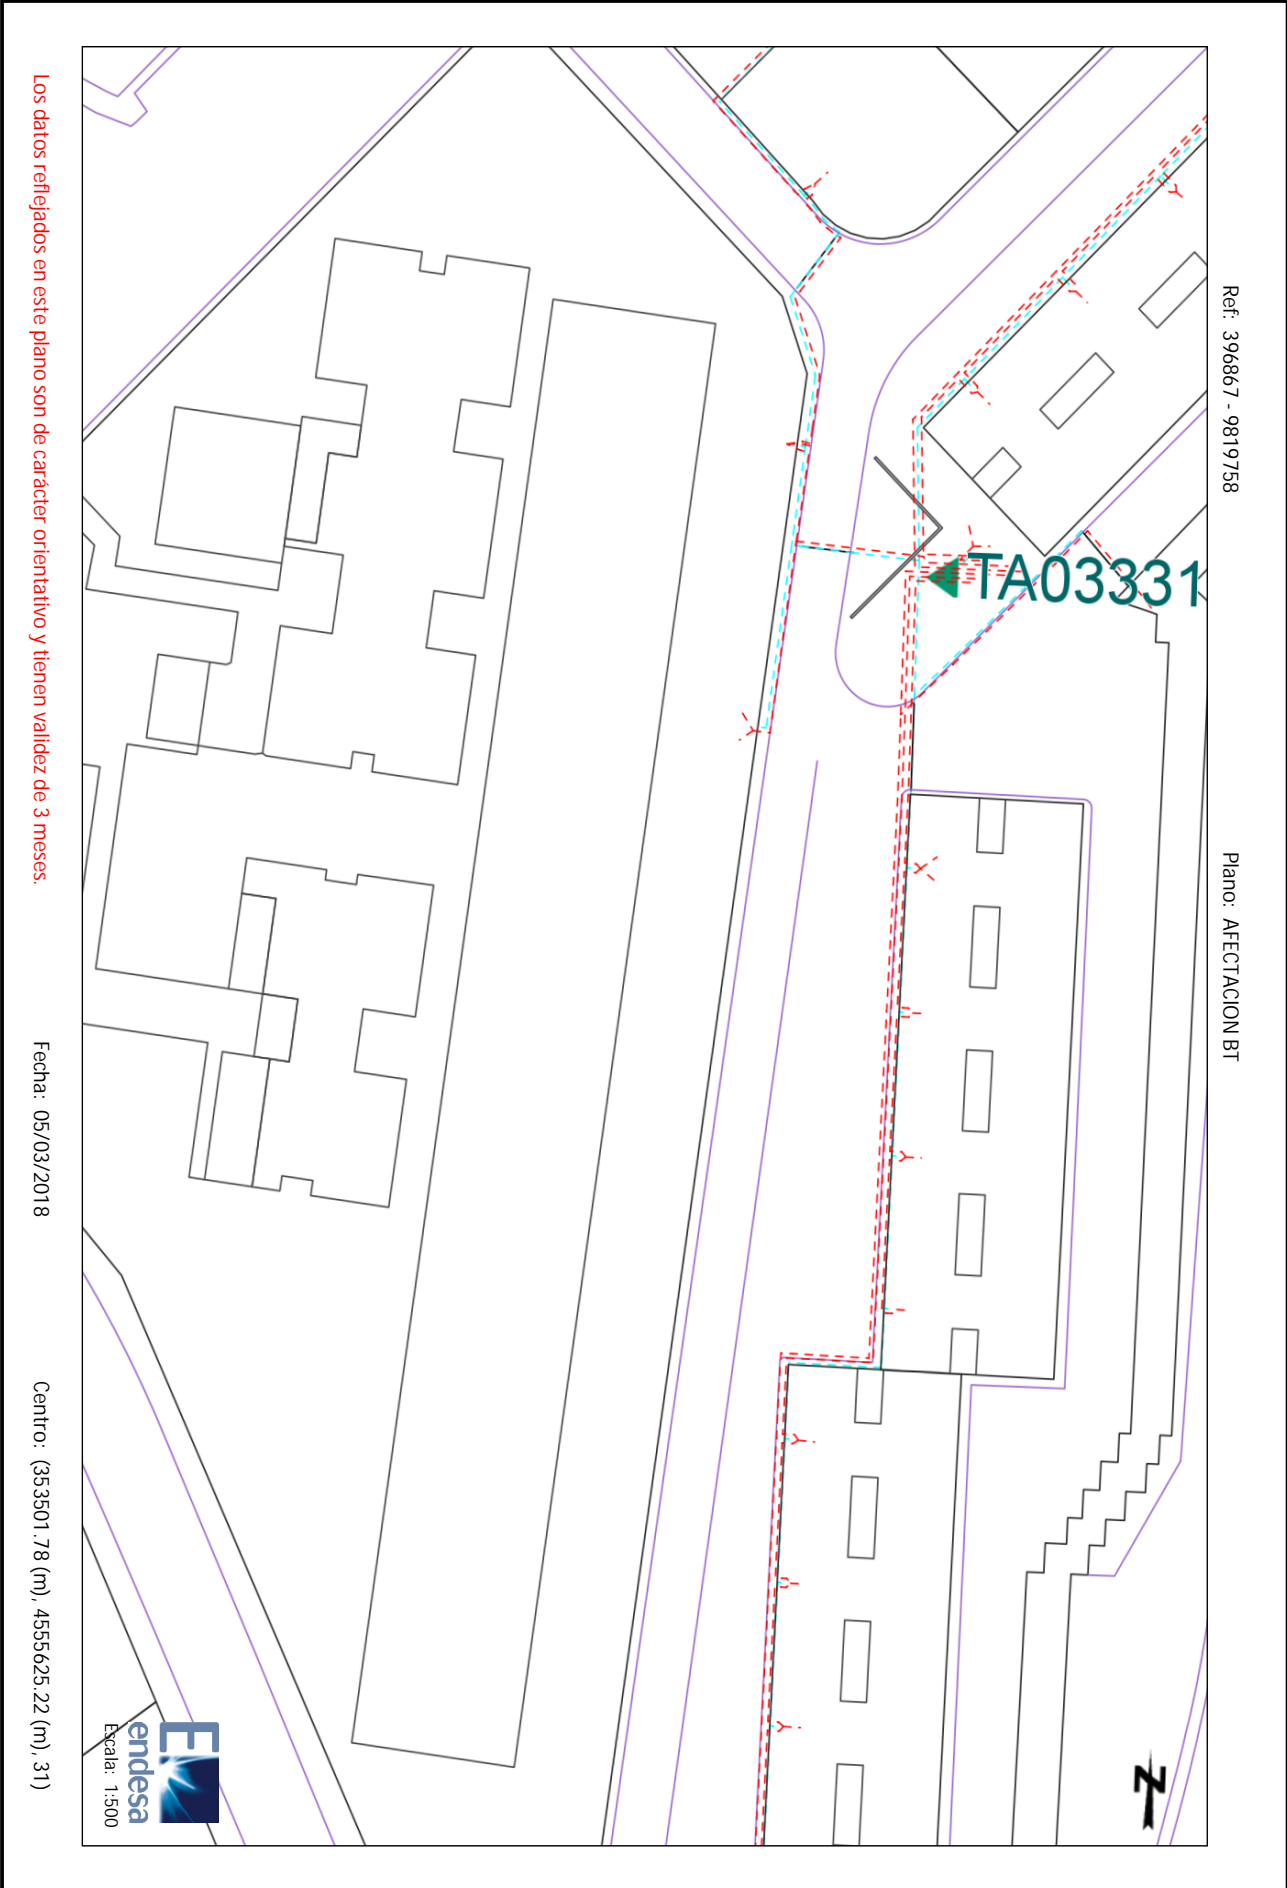 Ref: 396867 - 9819758
Plano: AFECTACION BT
TA03331
N
endesa
Escala: 1:500
Los datos reflejados en este plano son de carácter orientativo y tienen validez de 3 meses.
Fecha: 05/03/2018
Centro: (353501.78 (m), 4555625.22 (m), 31)